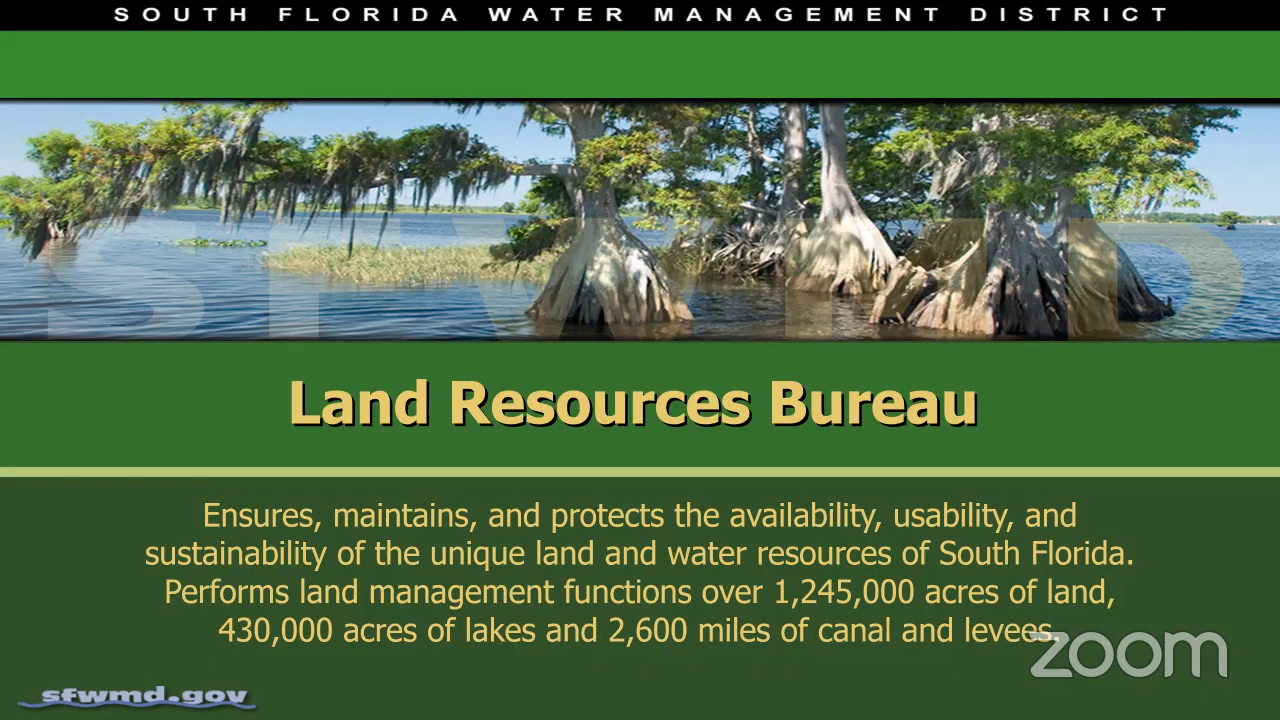 SOUTH FLORIDA WATER MANAGEMENT DISTRICT
SFWMD
Land Resources Bureau
Ensures, maintains, and protects the availability, usability, and
sustainability of the unique land and water resources of South Florida.
Performs land management functions over 1,245,000 acres of land,
430,000 acres of lakes and 2,600 miles of canal and levees.
zoom
sfwmd.gov